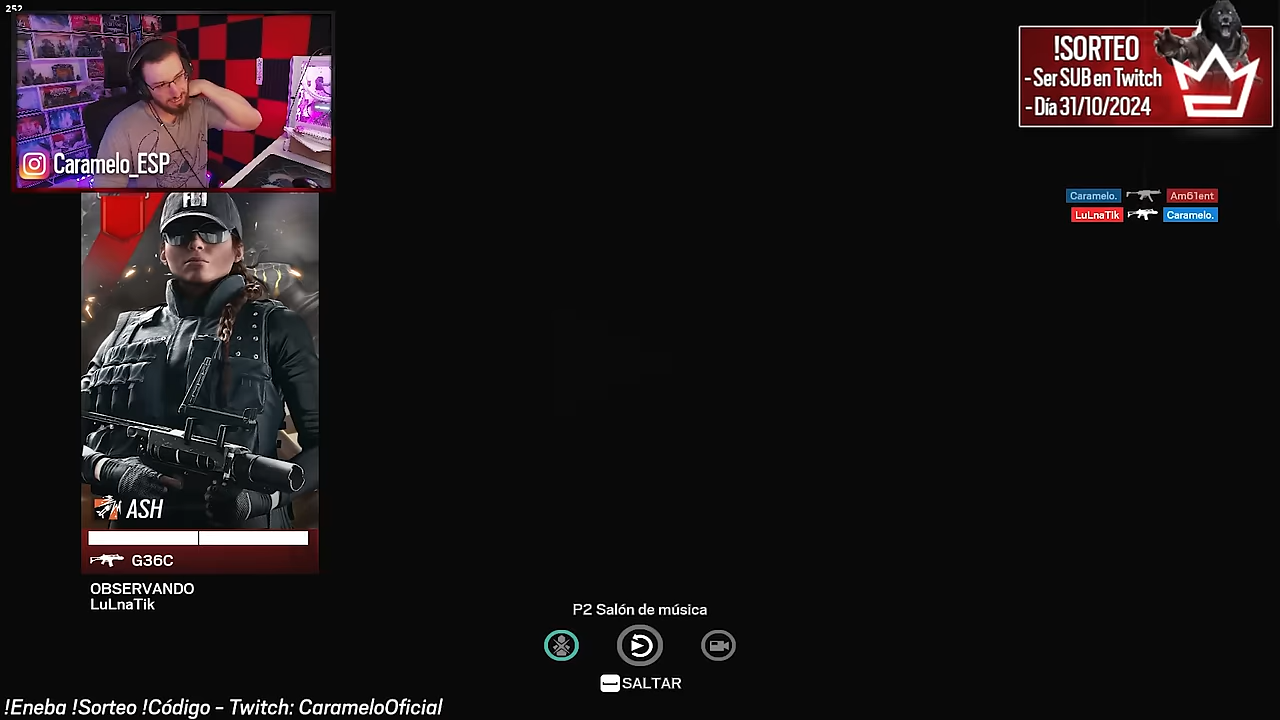 252
Caramelo_ESP
!SORTEO
- Ser SUB en Twitch
- Día 31/10/2024
Caramelo. Am61ent
LuLnaTik Caramelo.
FBI
ASH
G36C
OBSERVANDO
LuLnaTik
P2 Salón de música
SALTAR
!Eneba !Sorteo !Código - Twitch: CarameloOficial